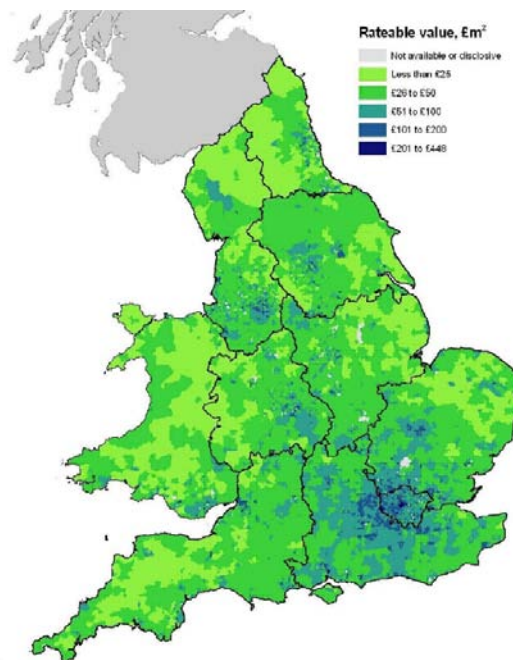 Rateable value, £m²
Not available or disclosive
Less than £25
£26 to £50
£51 to £100
£101 to £200
£201 to £448